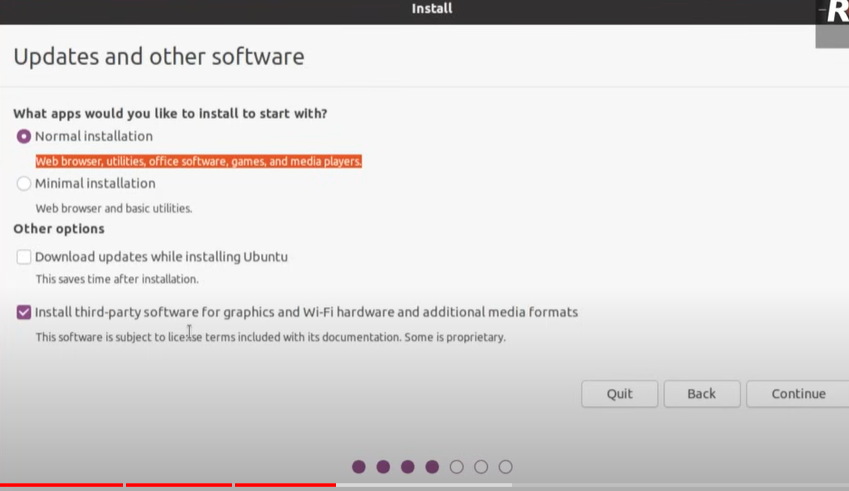 Install
R
Updates and other software
What apps would you like to install to start with?
Normal installation
Web browser, utilities, office software, games, and media players.
Minimal installation
Web browser and basic utilities.
Other options
Download updates while installing Ubuntu
This saves time after installation.
Install third-party software for graphics and Wi-Fi hardware and additional media formats
This software is subject to license terms included with its documentation. Some is proprietary.
Quit Back Continue